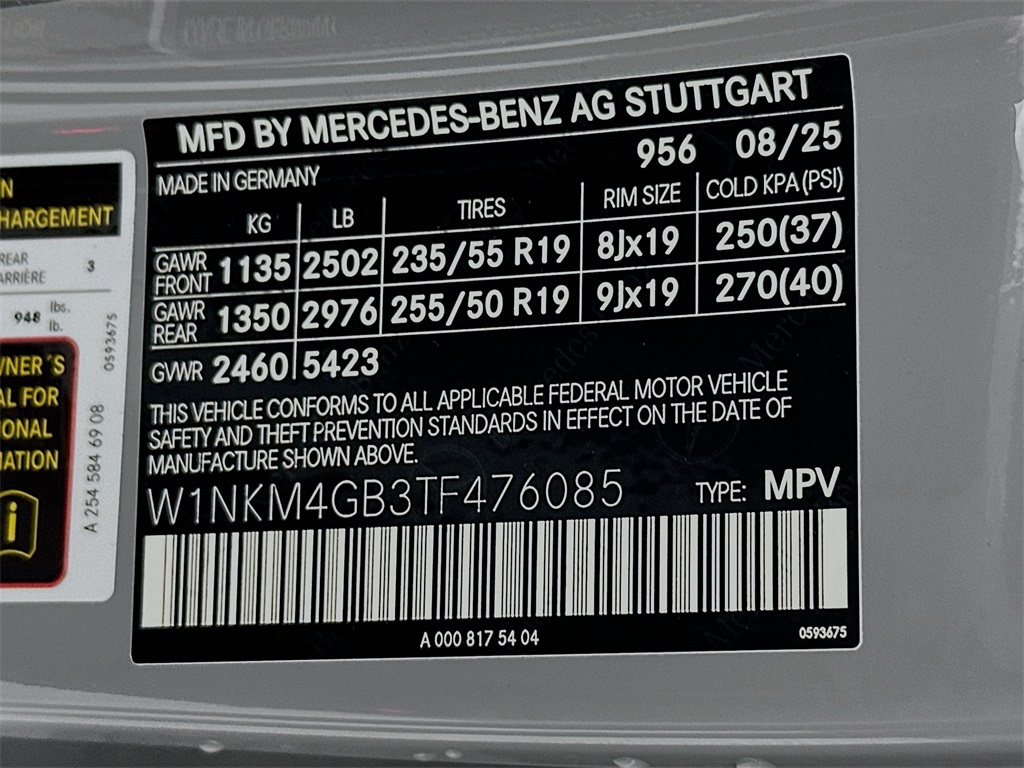 MFD BY MERCEDES-BENZ AG STUTTGART
956 08/25
MADE IN GERMANY
KG LB TIRES RIM SIZE COLD KPA (PSI)
GAWR FRONT 1135 2502 235/55 R19 8Jx19 250(37)
GAWR REAR 1350 2976 255/50 R19 9Jx19 270(40)
GVWR 2460 5423
THIS VEHICLE CONFORMS TO ALL APPLICABLE FEDERAL MOTOR VEHICLE
SAFETY AND THEFT PREVENTION STANDARDS IN EFFECT ON THE DATE OF
MANUFACTURE SHOWN ABOVE.
W1NKM4GB3TF476085 TYPE: MPV
A 000 817 54 04 0593675
HARGEMENT
REAR 3
ARRIÈRE
948 lbs.
lb.
0593675
WNER´S
AL FOR
IONAL
MATION
i
A 254 584 69 08